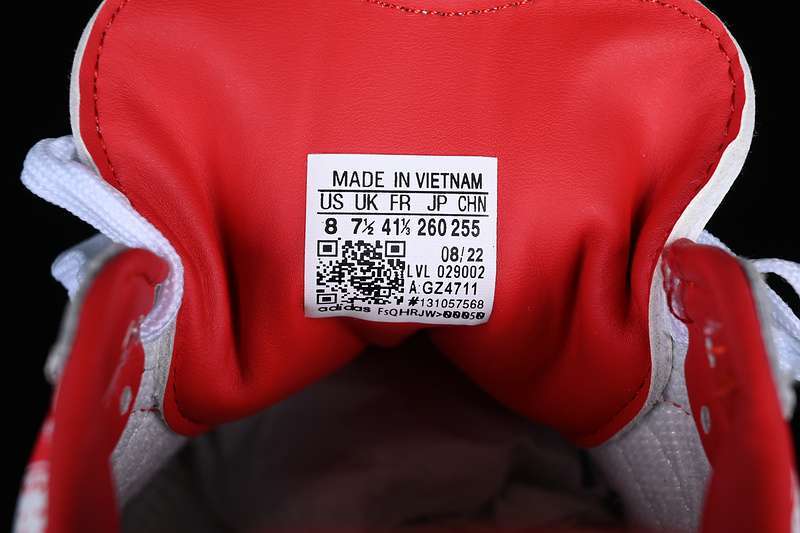 MADE IN VIETNAM
US UK FR JP CHN
8 7½ 41⅓ 260 255
08/22
LVL 029002
A:GZ4711
#131057568
adidas FsQHRJW>00050